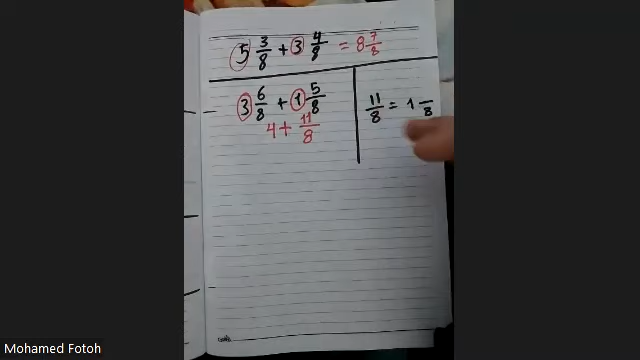 5 3/8 + 3 4/8 = 8 7/8
3 6/8 + 1 5/8
4 + 11/8
11/8 = 1 /8
Mohamed Fotoh